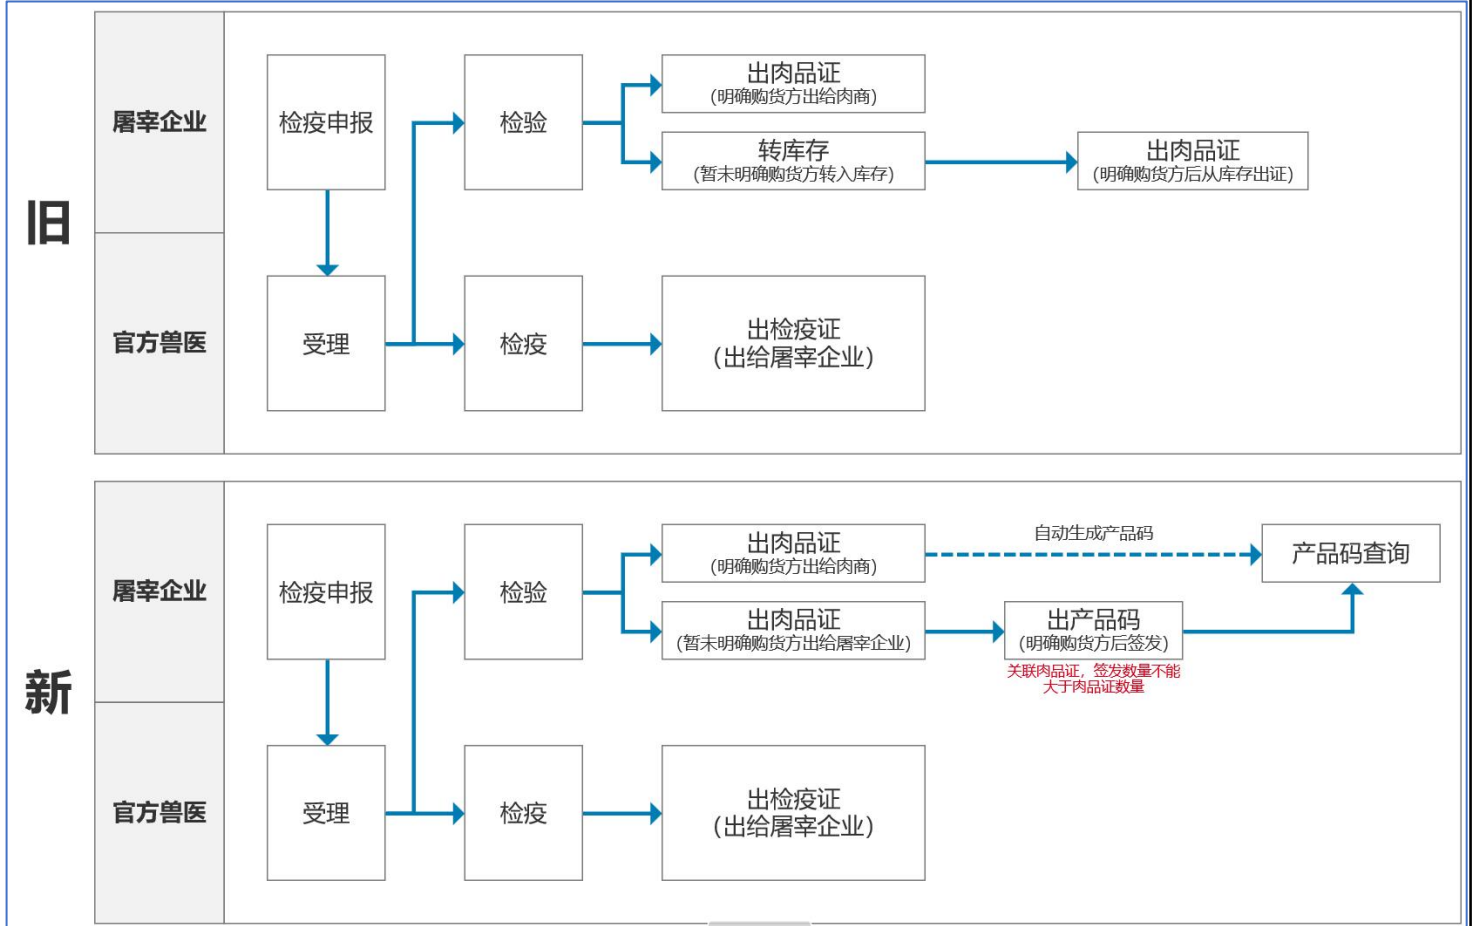 旧
屠宰企业
检疫申报
检验
出肉品证
(明确购货方出给肉商)
转库存
(暂未明确购货方转入库存)
出肉品证
(明确购货方后从库存出证)
官方兽医
受理
检疫
出检疫证
(出给屠宰企业)
新
屠宰企业
检疫申报
检验
出肉品证
(明确购货方出给肉商)
自动生成产品码
产品码查询
出肉品证
(暂未明确购货方出给屠宰企业)
出产品码
(明确购货方后签发)
关联肉品证，签发数量不能
大于肉品证数量
官方兽医
受理
检疫
出检疫证
(出给屠宰企业)